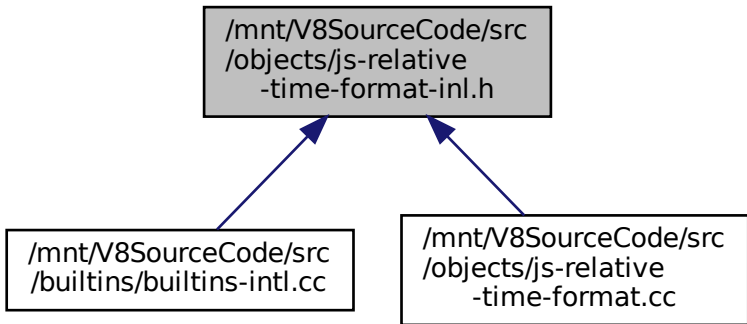 /mnt/V8SourceCode/src
/objects/js-relative
-time-format-inl.h
/mnt/V8SourceCode/src
/builtins/builtins-intl.cc
/mnt/V8SourceCode/src
/objects/js-relative
-time-format.cc